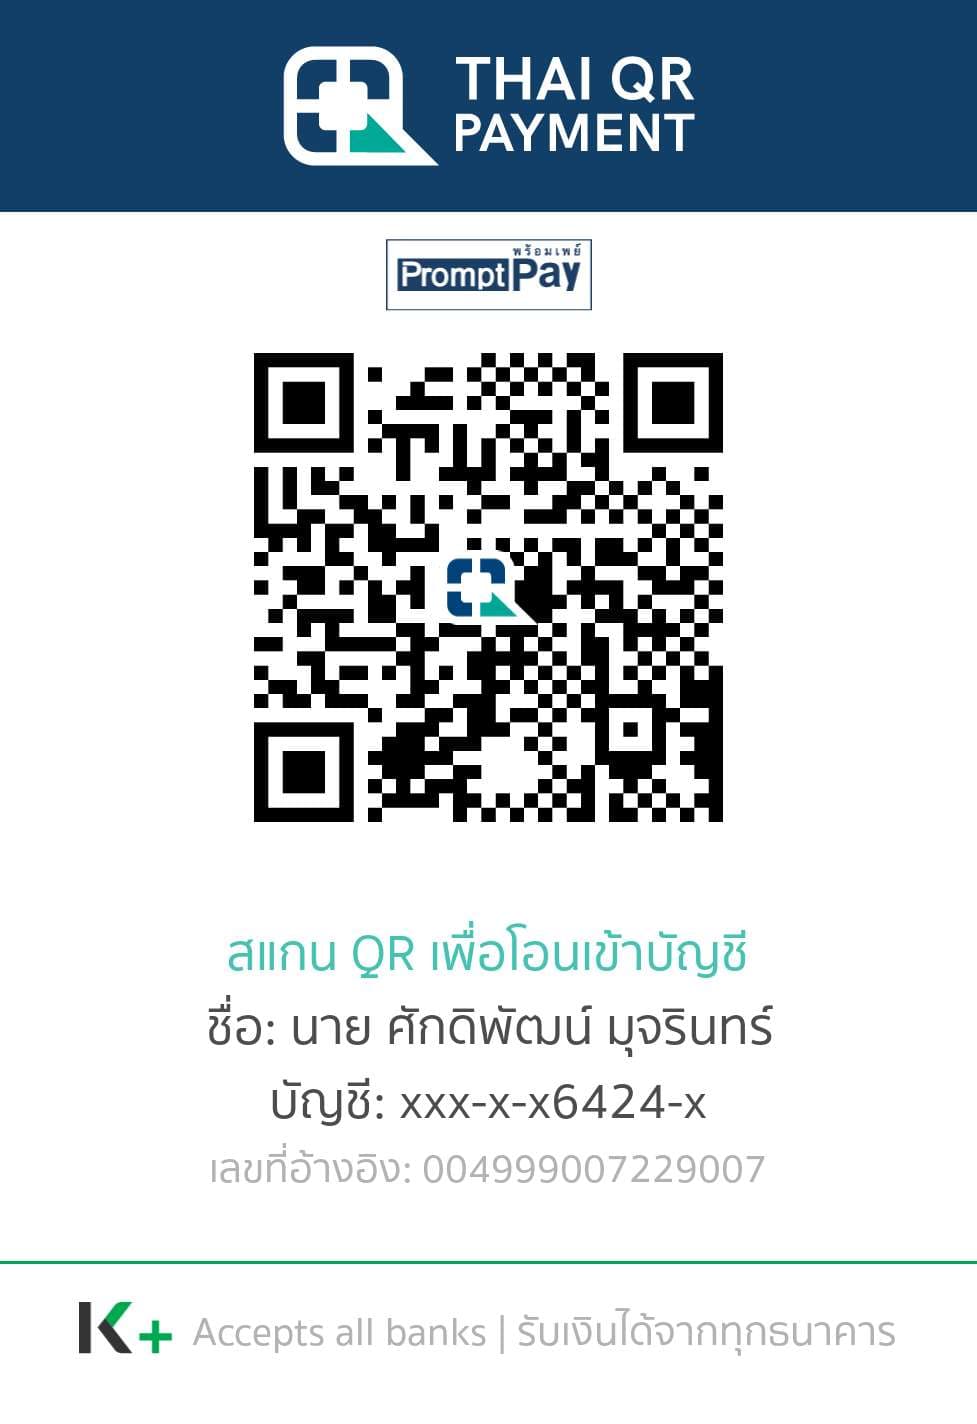 THAI QR
PAYMENT
พร้อมเพย์
PromptPay
สแกน QR เพื่อโอนเข้าบัญชี
ชื่อ: นาย ศักดิพัฒน์ มุจรินทร์
บัญชี: xxx-x-x6424-x
เลขที่อ้างอิง: 004999007229007
K+ Accepts all banks | รับเงินได้จากทุกธนาคาร